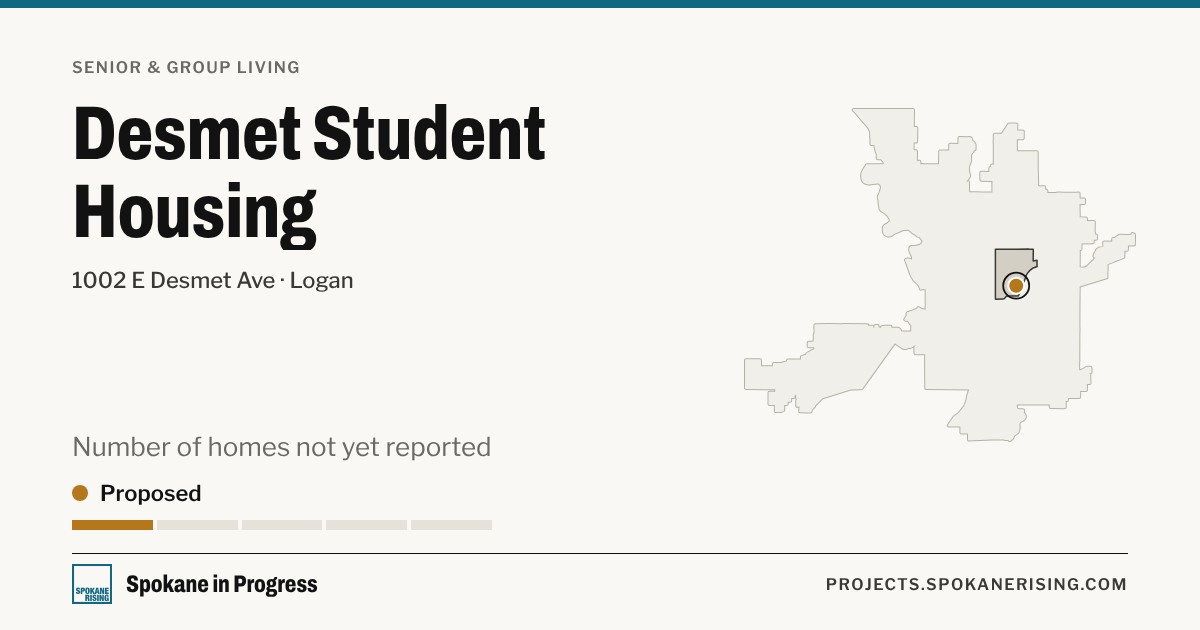 SENIOR & GROUP LIVING
Desmet Student
Housing
1002 E Desmet Ave · Logan
Number of homes not yet reported
Proposed
SPOKANE
RISING
Spokane in Progress
PROJECTS.SPOKANERISING.COM